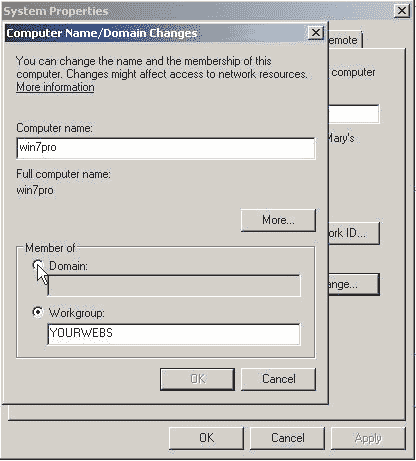 System Properties
Computer Name/Domain Changes
emote
You can change the name and the membership of this
computer. Changes might affect access to network resources.
More information
computer
Computer name:
win7pro
Mary's
Full computer name:
win7pro
More...
ork ID...
Member of
Domain:
ange...
Workgroup:
YOURWEBS
OK
Cancel
OK
Cancel
Apply